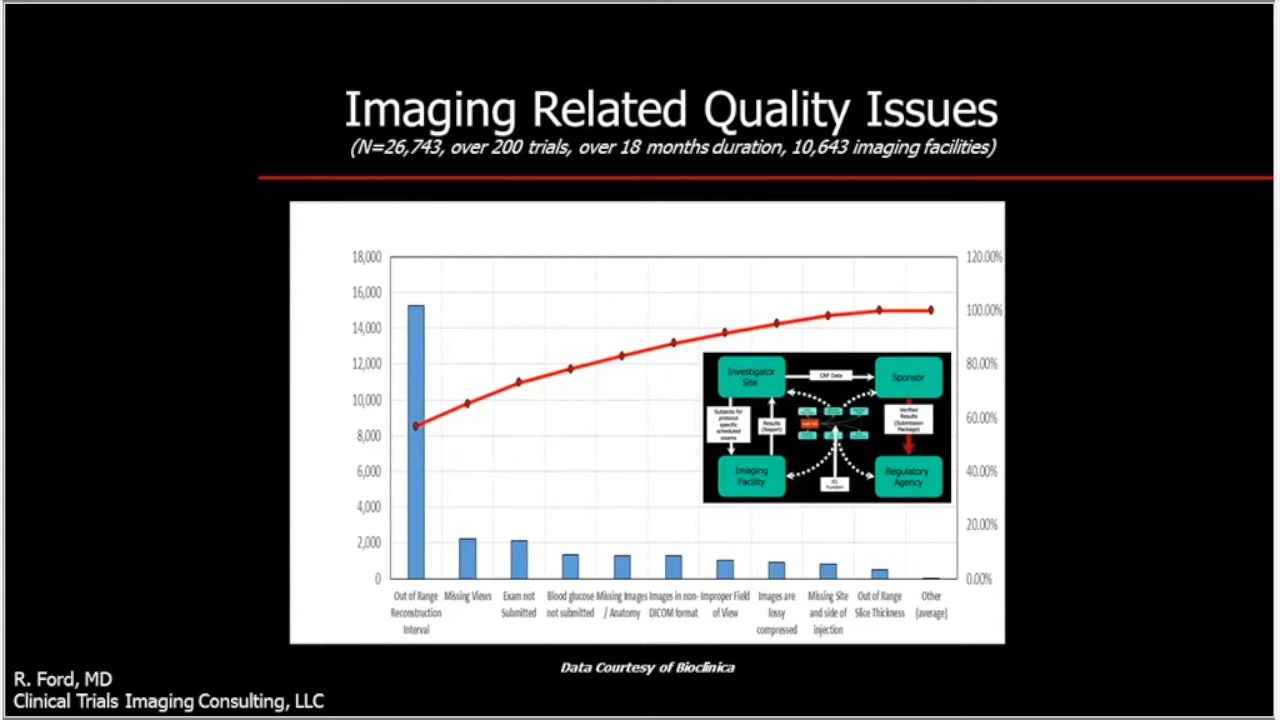 Imaging Related Quality Issues
(N=26,743, over 200 trials, over 18 months duration, 10,643 imaging facilities)
18,000
16,000
14,000
12,000
10,000
8,000
6,000
4,000
2,000
0
120.00%
100.00%
80.00%
60.00%
40.00%
20.00%
0.00%
Investigator
Site
CRF Data
Sponsor
Subjects for
protocol
specific
scheduled
exams
Results
(Report)
Verified
Results
(Submission
Package)
Imaging
Facility
Function
Regulatory
Agency
Out of Range
Reconstruction
Interval
Missing Views
Exam not
Submitted
Blood glucose
not submitted
Missing Images
/ Anatomy
Images in non-
DICOM format
Improper Field
of View
Images are
lossy
compressed
Missing Site
and side of
injection
Out of Range
Slice Thickness
Other
(average)
Data Courtesy of Bioclinica
R. Ford, MD
Clinical Trials Imaging Consulting, LLC